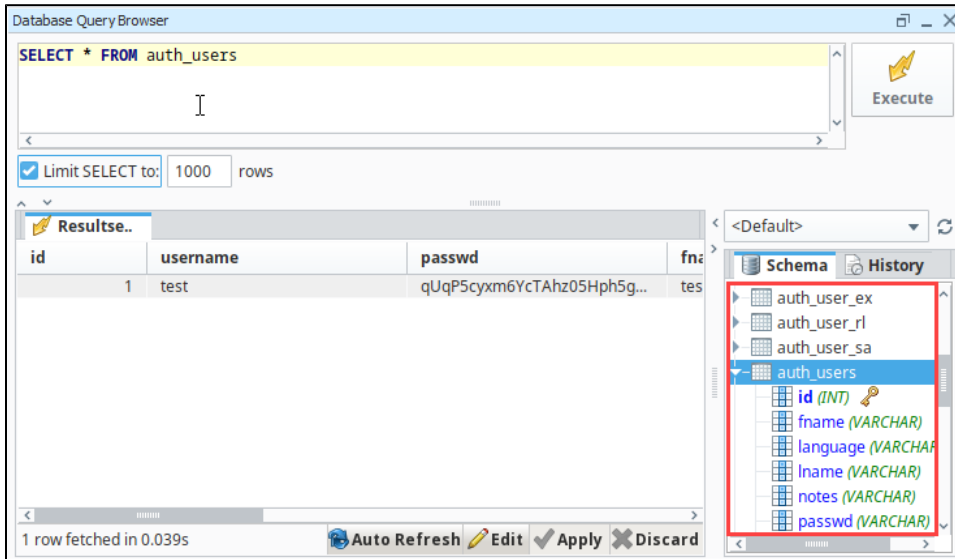 Database Query Browser
SELECT * FROM auth_users
Execute
Limit SELECT to: 1000 rows
Resultse..
id username passwd fna
1 test qUqP5cyxm6YcTAhz05Hph5g... tes
1 row fetched in 0.039s
Auto Refresh Edit Apply Discard
<Default>
Schema History
auth_user_ex
auth_user_rl
auth_user_sa
auth_users
id (INT)
fname (VARCHAR)
language (VARCHAR
lname (VARCHAR)
notes (VARCHAR)
passwd (VARCHAR)